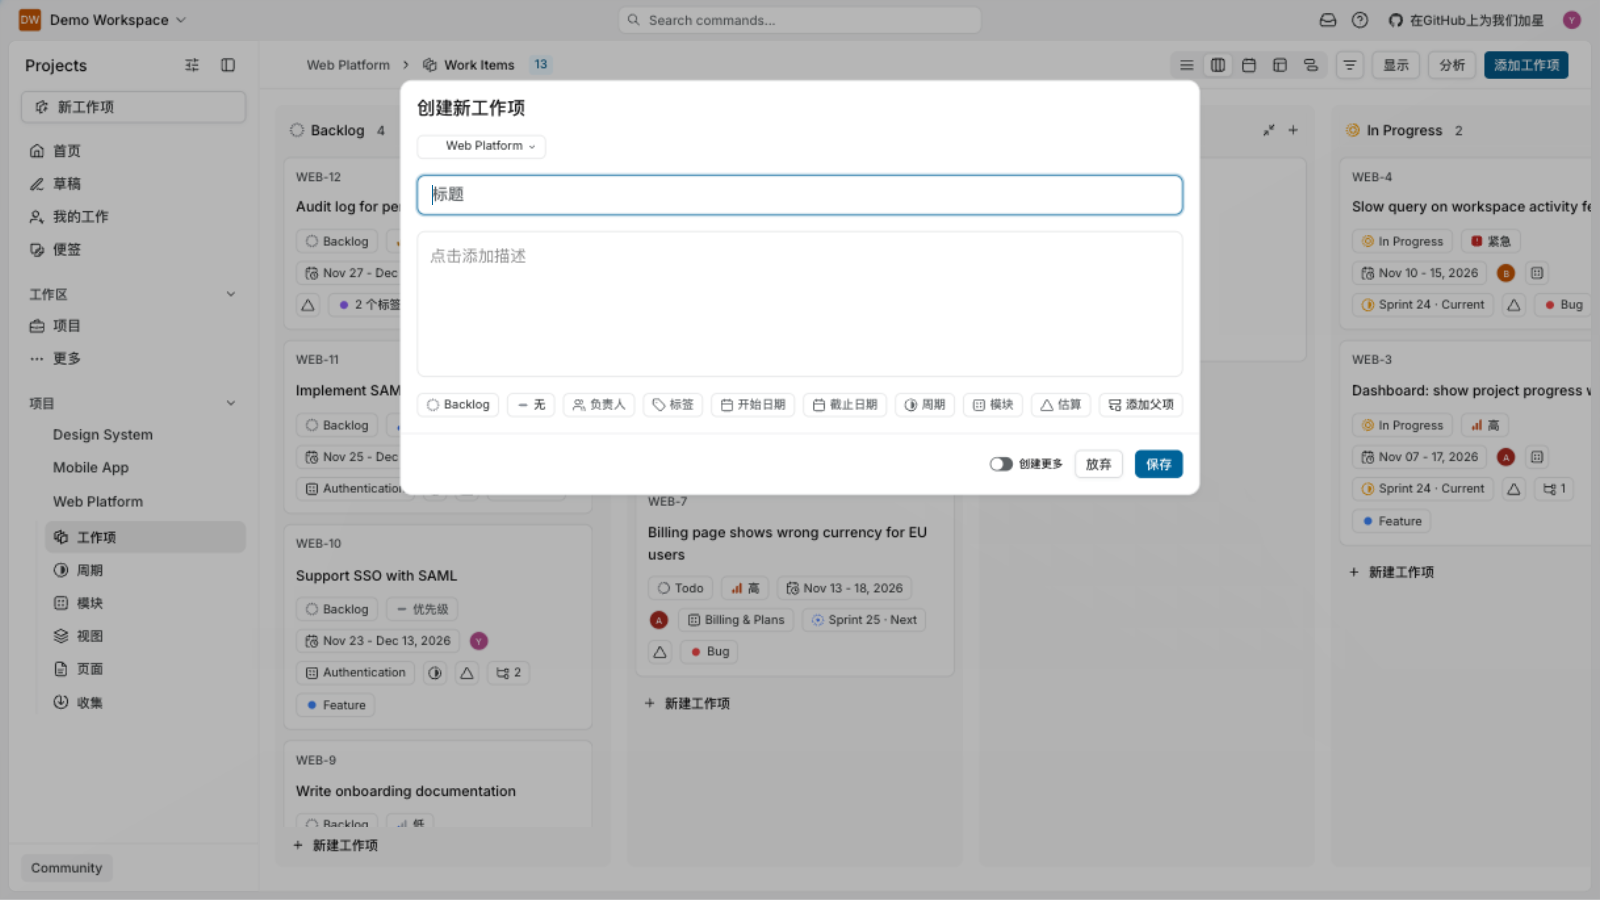 DW Demo Workspace
Search commands...
在GitHub上为我们加星
Y
Projects
新工作项
首页
草稿
我的工作
便签
工作区
项目
更多
项目
Design System
Mobile App
Web Platform
工作项
周期
模块
视图
页面
收集
Community
Web Platform
Work Items 13
显示
分析
添加工作项
Backlog 4
WEB-12
Audit log for pe
Backlog
Nov 27 - Dec
2 个标签
WEB-11
Implement SAM
Backlog
Nov 25 - Dec
Authentication
WEB-10
Support SSO with SAML
Backlog
优先级
Nov 23 - Dec 13, 2026
Y
Authentication
2
Feature
WEB-9
Write onboarding documentation
Backlog
低
新建工作项
创建新工作项
Web Platform
标题
点击添加描述
Backlog
无
负责人
标签
开始日期
截止日期
周期
模块
估算
添加父项
创建更多
放弃
保存
WEB-7
Billing page shows wrong currency for EU
users
Todo
高
Nov 13 - 18, 2026
A
Billing & Plans
Sprint 25 · Next
Bug
新建工作项
In Progress 2
WEB-4
Slow query on workspace activity fe
In Progress
紧急
Nov 10 - 15, 2026
B
Sprint 24 · Current
Bug
WEB-3
Dashboard: show project progress w
In Progress
高
Nov 07 - 17, 2026
A
Sprint 24 · Current
1
Feature
新建工作项